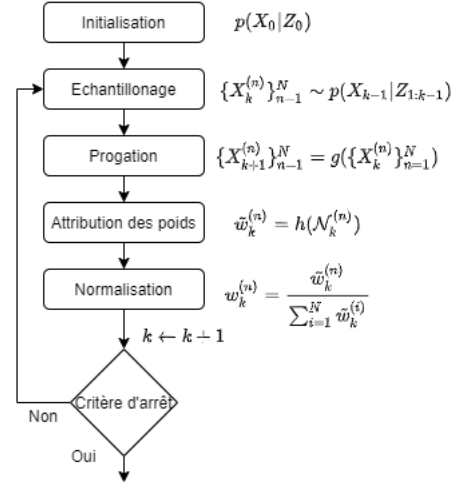 Initialisation p(X_0|Z_0)
Echantillonage {X_k^{(n)}}_{n-1}^N ∼ p(X_{k-1}|Z_{1:k-1})
Progation {X_{k+1}^{(n)}}_{n-1}^N = g({X_k^{(n)}}_{n=1}^N)
Attribution des poids w̃_k^{(n)} = h(𝒩_k^{(n)})
Normalisation w_k^{(n)} = \frac{w̃_k^{(n)}}{∑_{i=1}^N w̃_k^{(i)}}
k ← k + 1
Critère d'arrêt
Non
Oui